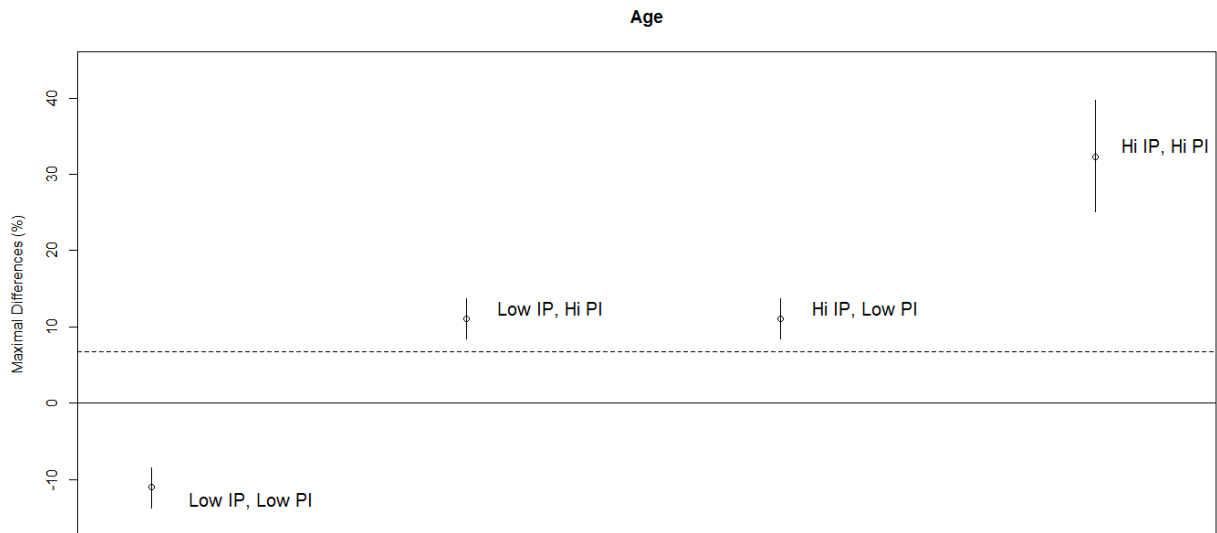 Age
Maximal Differences (%)
40
30
20
10
0
-10
Hi IP, Hi PI
Low IP, Hi PI
Hi IP, Low PI
Low IP, Low PI